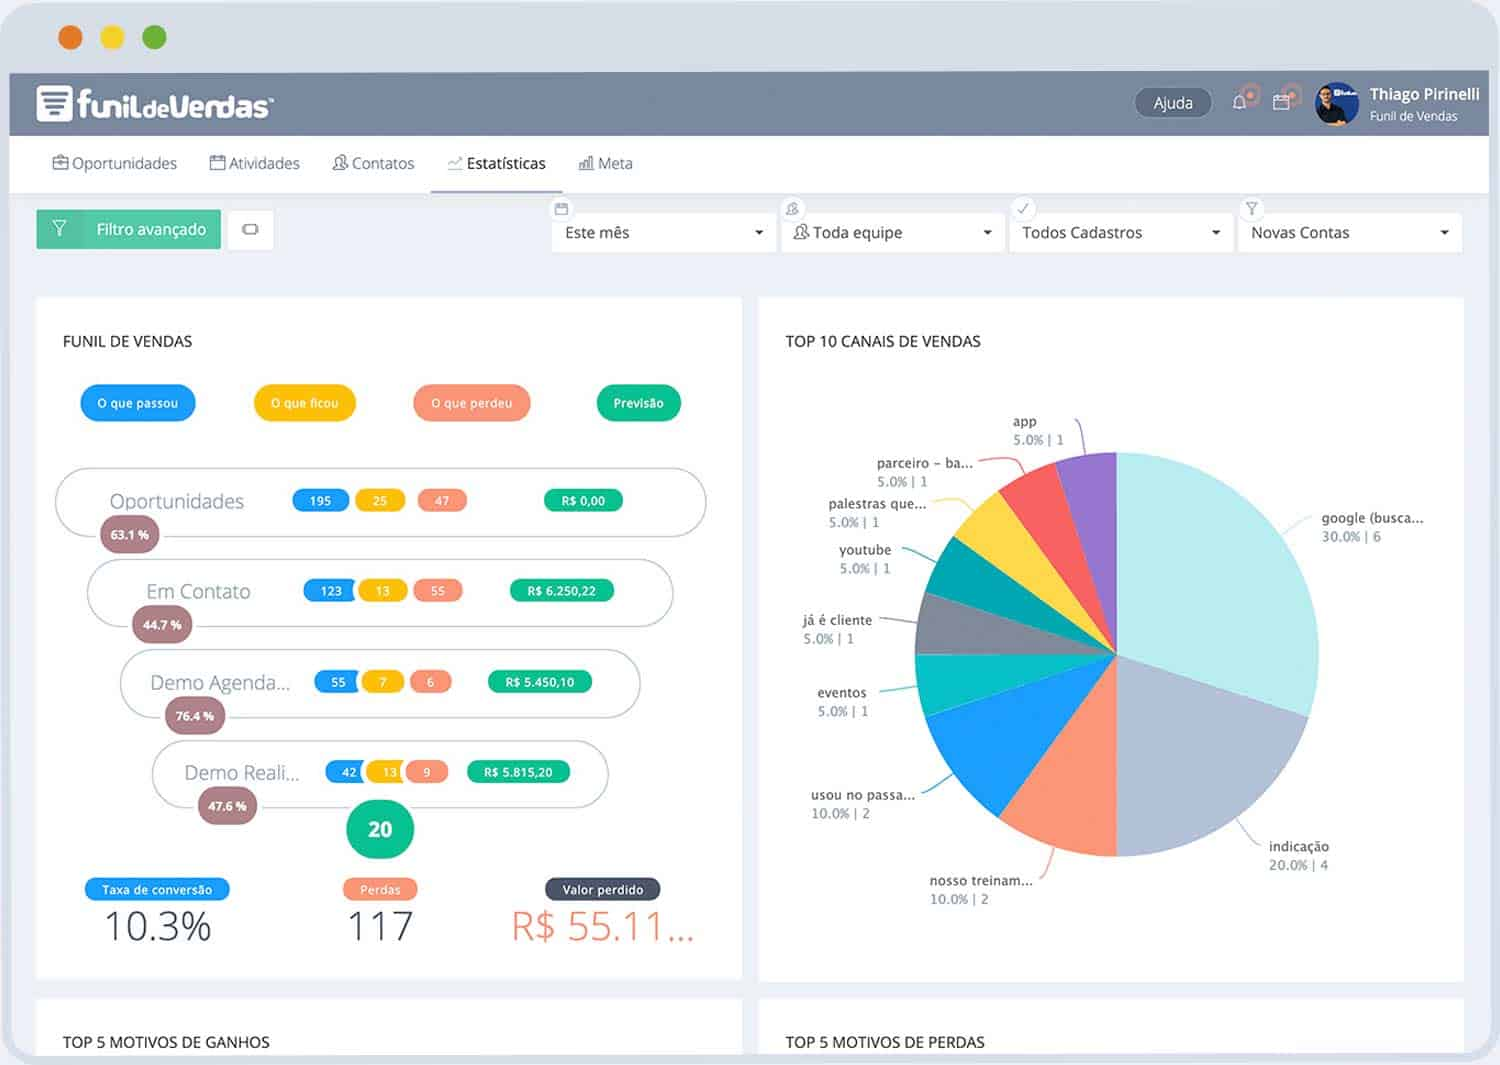 funildeVendas™
Ajuda
Thiago Pirinelli
Funil de Vendas
Oportunidades
Atividades
Contatos
Estatísticas
Meta
Filtro avançado
Este mês
Toda equipe
Todos Cadastros
Novas Contas
FUNIL DE VENDAS
O que passou
O que ficou
O que perdeu
Previsão
Oportunidades 195 25 47 R$ 0,00
63.1 %
Em Contato 123 13 55 R$ 6.250,22
44.7 %
Demo Agenda... 55 7 6 R$ 5.450,10
76.4 %
Demo Reali... 42 13 9 R$ 5.815,20
47.6 %
20
Taxa de conversão
10.3%
Perdas
117
Valor perdido
R$ 55.11...
TOP 10 CANAIS DE VENDAS
app
5.0% | 1
parceiro - ba...
5.0% | 1
palestras que...
5.0% | 1
youtube
5.0% | 1
já é cliente
5.0% | 1
eventos
5.0% | 1
usou no passa...
10.0% | 2
nosso treinam...
10.0% | 2
google (busca...
30.0% | 6
indicação
20.0% | 4
TOP 5 MOTIVOS DE GANHOS
TOP 5 MOTIVOS DE PERDAS